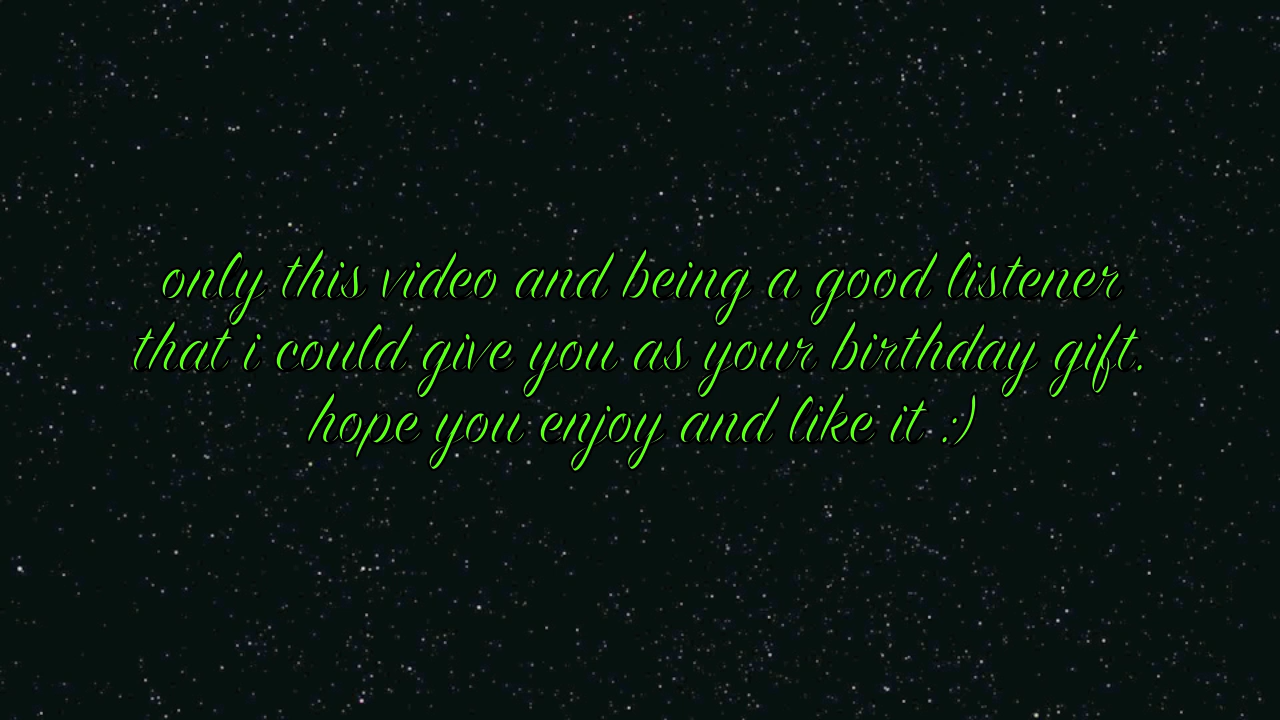 only this video and being a good listener
that i could give you as your birthday gift.
hope you enjoy and like it :)